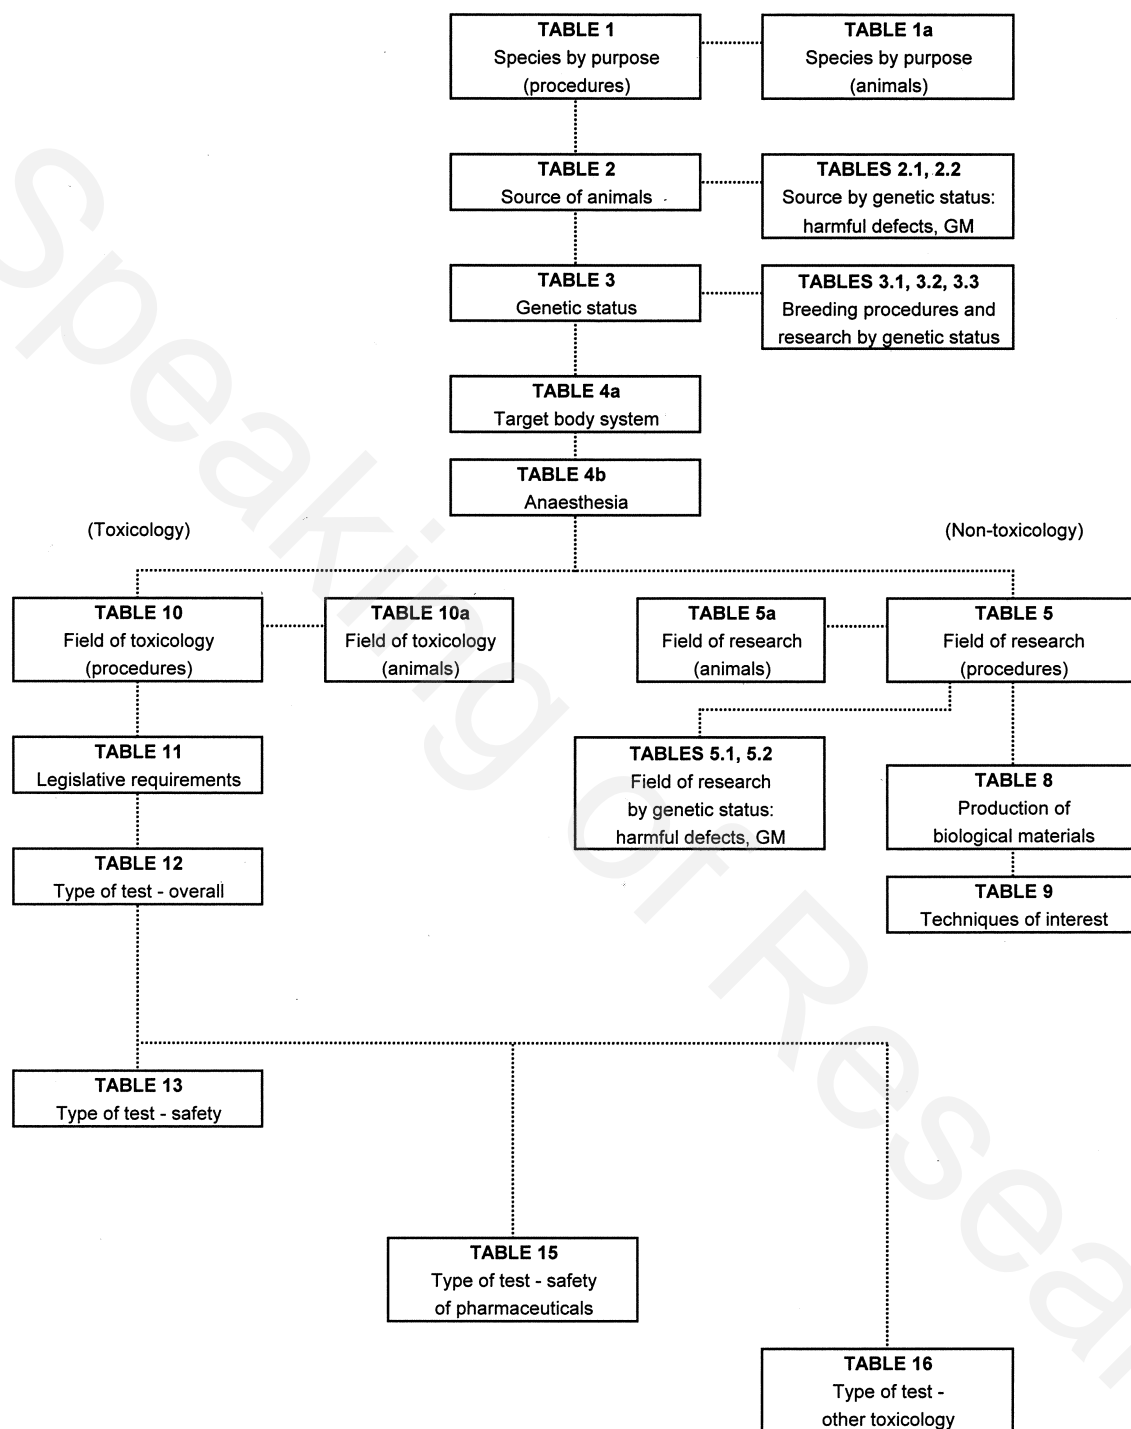 TABLE 1
Species by purpose
(procedures)
TABLE 1a
Species by purpose
(animals)
TABLE 2
Source of animals
TABLES 2.1, 2.2
Source by genetic status:
harmful defects, GM
TABLE 3
Genetic status
TABLES 3.1, 3.2, 3.3
Breeding procedures and
research by genetic status
TABLE 4a
Target body system
TABLE 4b
Anaesthesia
(Toxicology)
(Non-toxicology)
TABLE 10
Field of toxicology
(procedures)
TABLE 10a
Field of toxicology
(animals)
TABLE 5a
Field of research
(animals)
TABLE 5
Field of research
(procedures)
TABLE 11
Legislative requirements
TABLES 5.1, 5.2
Field of research
by genetic status:
harmful defects, GM
TABLE 8
Production of
biological materials
TABLE 12
Type of test - overall
TABLE 9
Techniques of interest
TABLE 13
Type of test - safety
TABLE 15
Type of test - safety
of pharmaceuticals
TABLE 16
Type of test -
other toxicology
Speaking of Resear